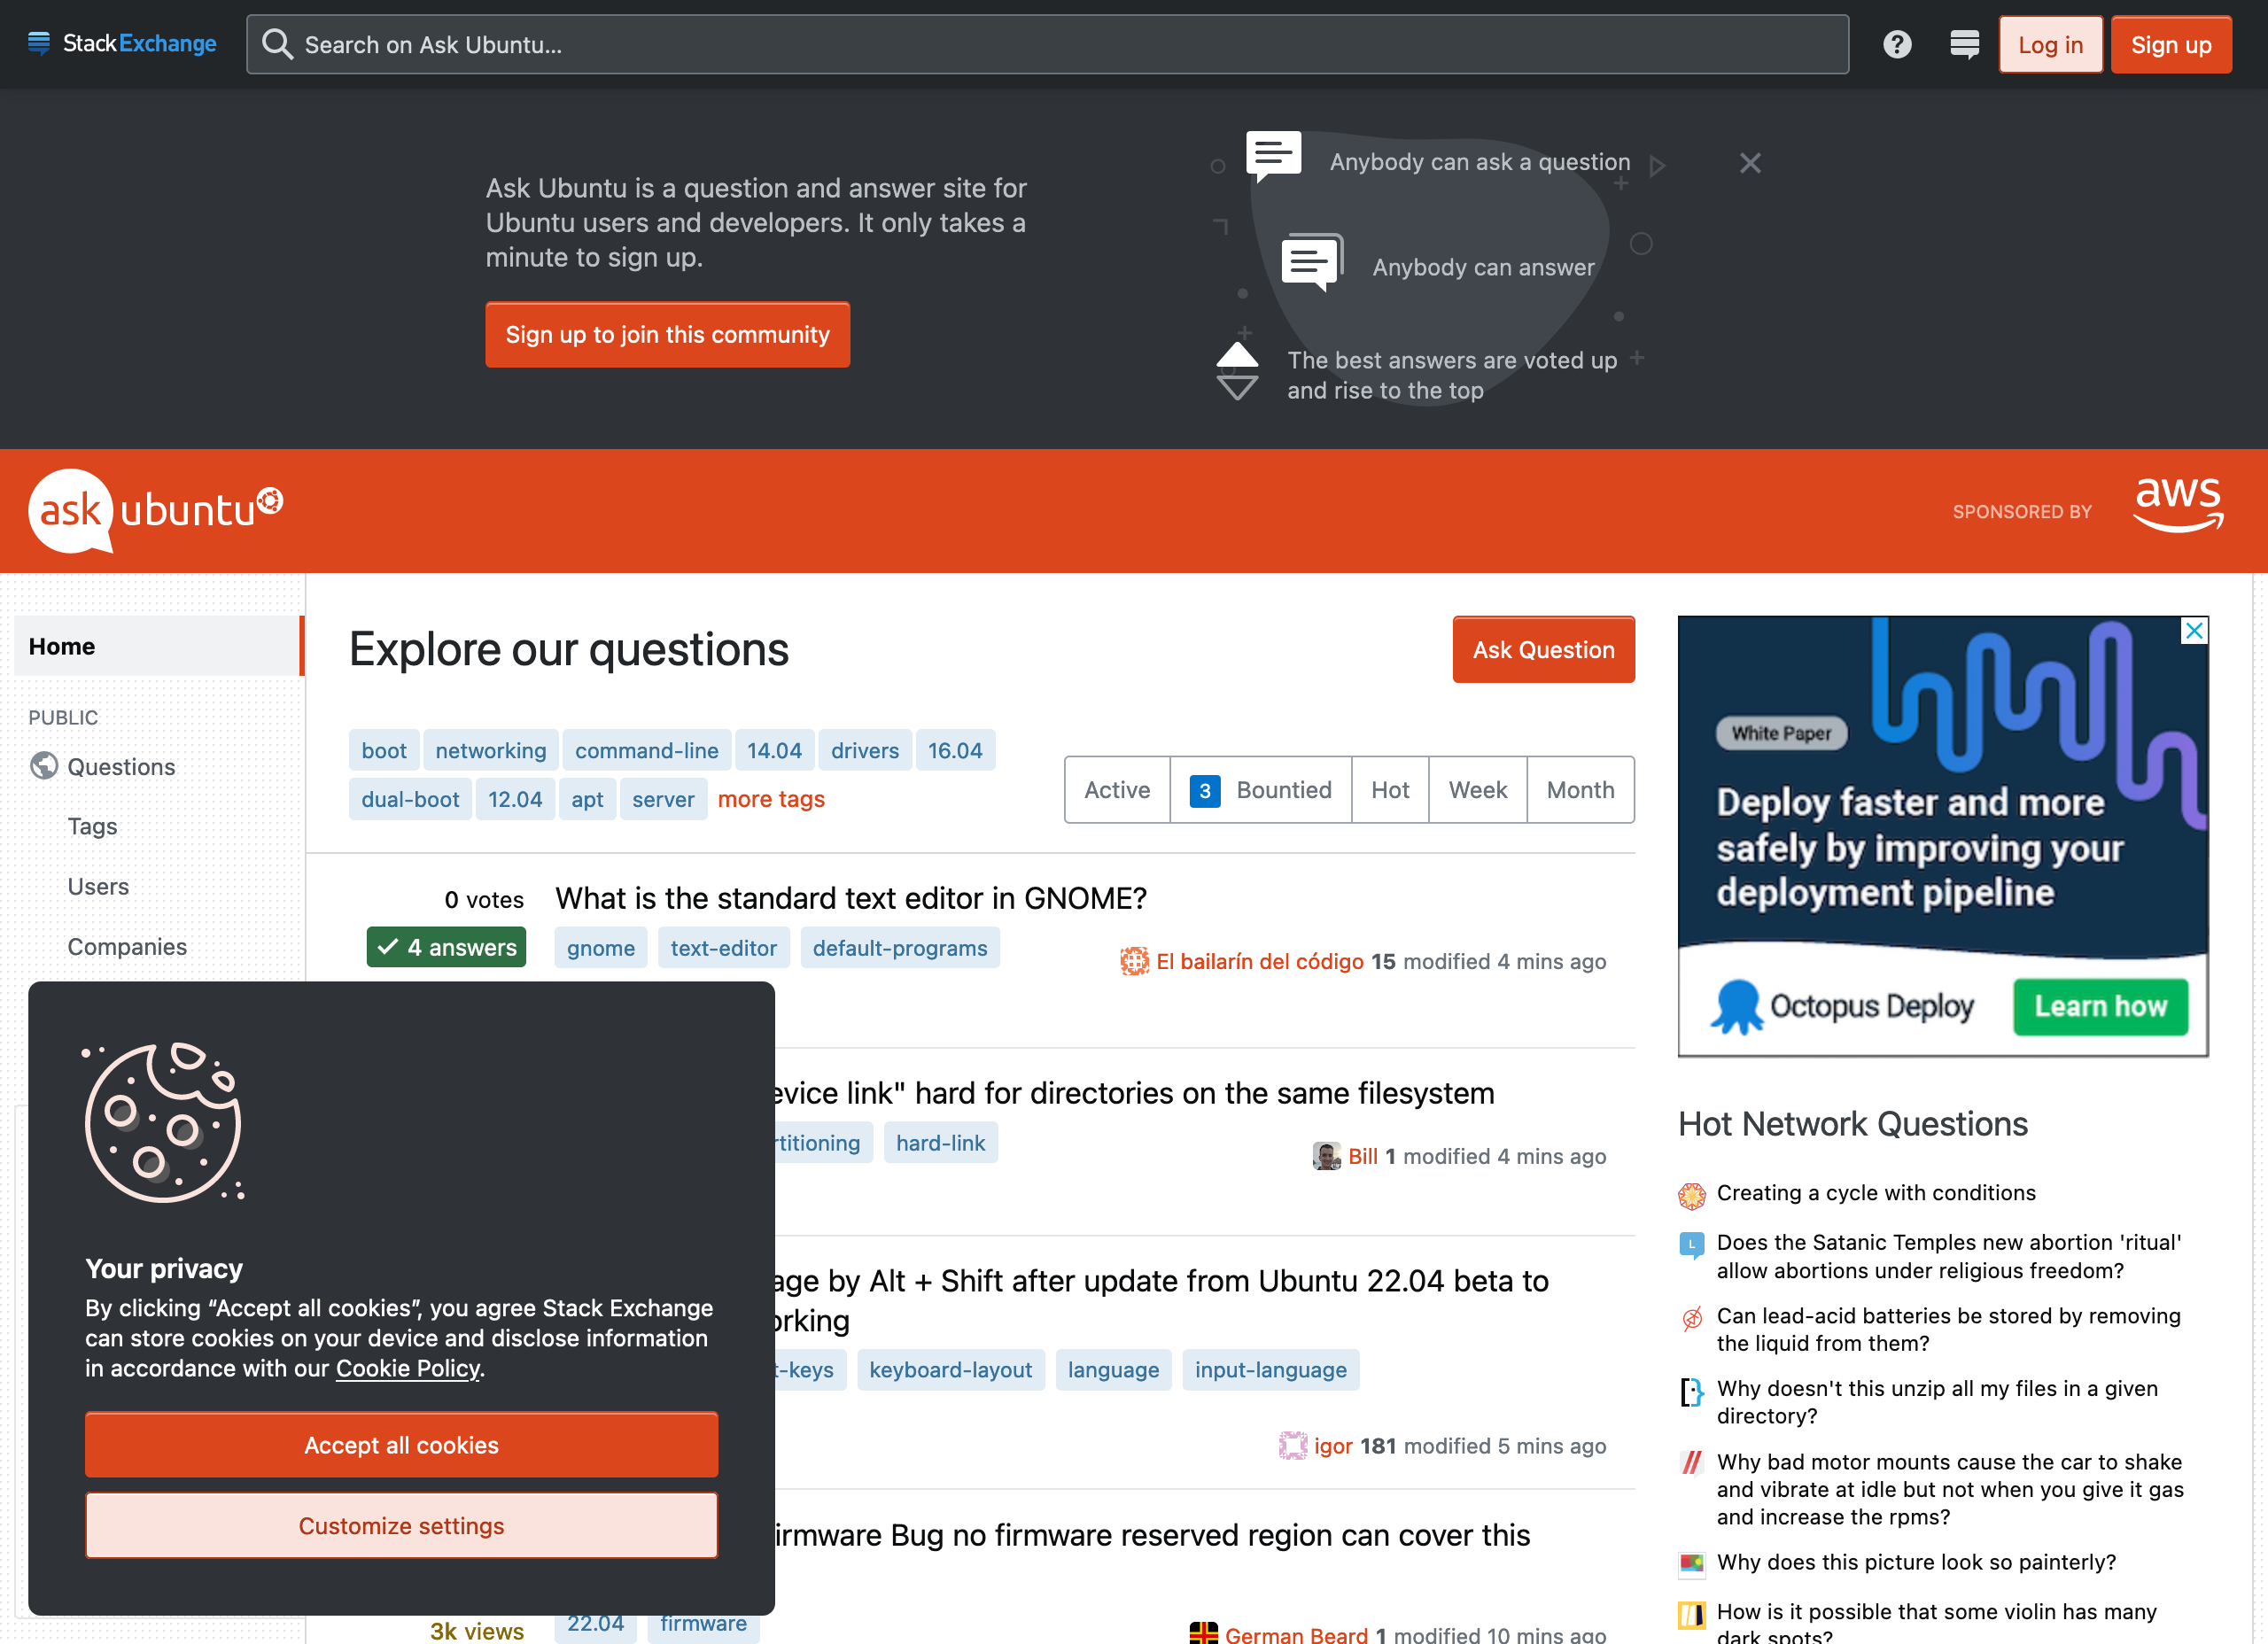 StackExchange
Search on Ask Ubuntu...
Log in
Sign up
Ask Ubuntu is a question and answer site for
Ubuntu users and developers. It only takes a
minute to sign up.
Sign up to join this community
Anybody can ask a question
Anybody can answer
The best answers are voted up
and rise to the top
ask ubuntu
SPONSORED BY
aws
Home
PUBLIC
Questions
Tags
Users
Companies
Explore our questions
Ask Question
boot networking command-line 14.04 drivers 16.04
dual-boot 12.04 apt server more tags
Active 3 Bountied Hot Week Month
0 votes
4 answers
What is the standard text editor in GNOME?
gnome text-editor default-programs
El bailarín del código 15 modified 4 mins ago
evice link" hard for directories on the same filesystem
rtitioning hard-link
Bill 1 modified 4 mins ago
age by Alt + Shift after update from Ubuntu 22.04 beta to
orking
t-keys keyboard-layout language input-language
igor 181 modified 5 mins ago
irmware Bug no firmware reserved region can cover this
3k views
22.04 firmware
German Beard 1 modified 10 mins ago
Your privacy
By clicking “Accept all cookies”, you agree Stack Exchange
can store cookies on your device and disclose information
in accordance with our Cookie Policy.
Accept all cookies
Customize settings
White Paper
Deploy faster and more
safely by improving your
deployment pipeline
Octopus Deploy
Learn how
Hot Network Questions
Creating a cycle with conditions
L
Does the Satanic Temples new abortion 'ritual'
allow abortions under religious freedom?
Can lead-acid batteries be stored by removing
the liquid from them?
Why doesn't this unzip all my files in a given
directory?
Why bad motor mounts cause the car to shake
and vibrate at idle but not when you give it gas
and increase the rpms?
Why does this picture look so painterly?
How is it possible that some violin has many
dark spots?